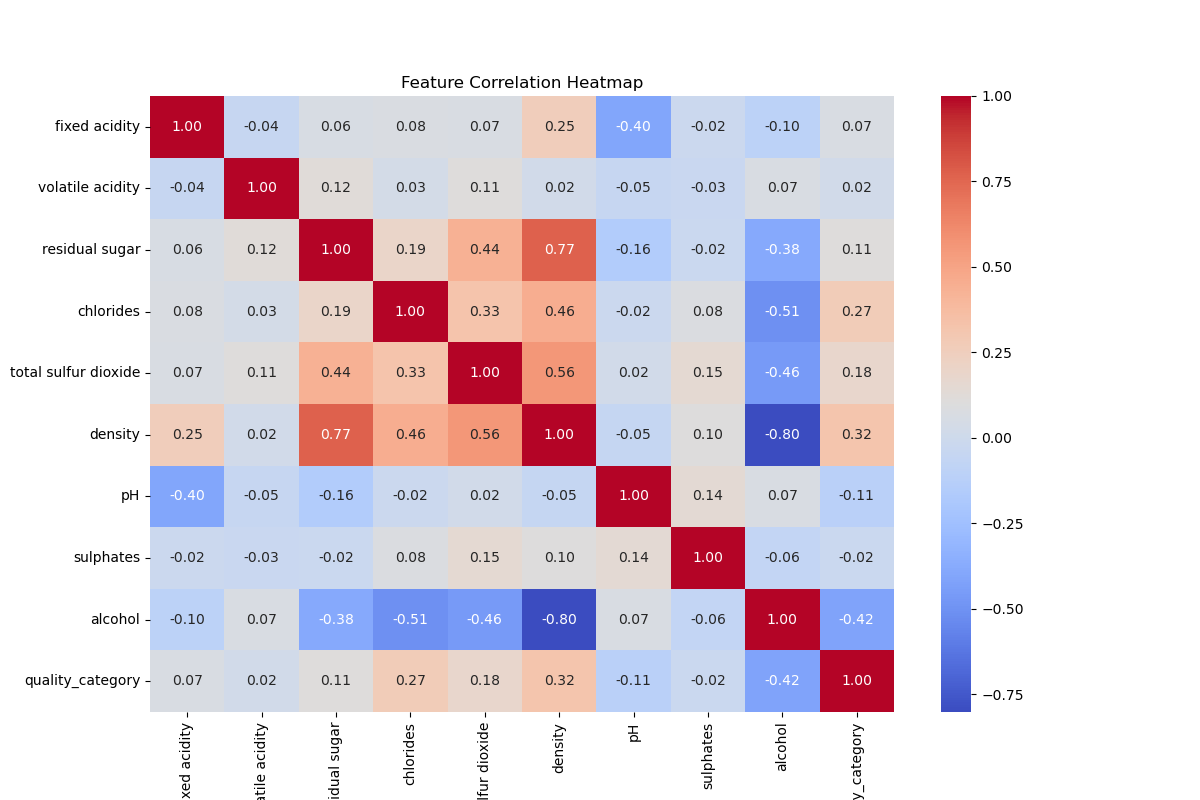 Feature Correlation Heatmap
fixed acidity 1.00 -0.04 0.06 0.08 0.07 0.25 -0.40 -0.02 -0.10 0.07
volatile acidity -0.04 1.00 0.12 0.03 0.11 0.02 -0.05 -0.03 0.07 0.02
residual sugar 0.06 0.12 1.00 0.19 0.44 0.77 -0.16 -0.02 -0.38 0.11
chlorides 0.08 0.03 0.19 1.00 0.33 0.46 -0.02 0.08 -0.51 0.27
total sulfur dioxide 0.07 0.11 0.44 0.33 1.00 0.56 0.02 0.15 -0.46 0.18
density 0.25 0.02 0.77 0.46 0.56 1.00 -0.05 0.10 -0.80 0.32
pH -0.40 -0.05 -0.16 -0.02 0.02 -0.05 1.00 0.14 0.07 -0.11
sulphates -0.02 -0.03 -0.02 0.08 0.15 0.10 0.14 1.00 -0.06 -0.02
alcohol -0.10 0.07 -0.38 -0.51 -0.46 -0.80 0.07 -0.06 1.00 -0.42
quality_category 0.07 0.02 0.11 0.27 0.18 0.32 -0.11 -0.02 -0.42 1.00
xed acidity
atile acidity
idual sugar
chlorides
lfur dioxide
density
pH
sulphates
alcohol
y_category
1.00
0.75
0.50
0.25
0.00
−0.25
−0.50
−0.75